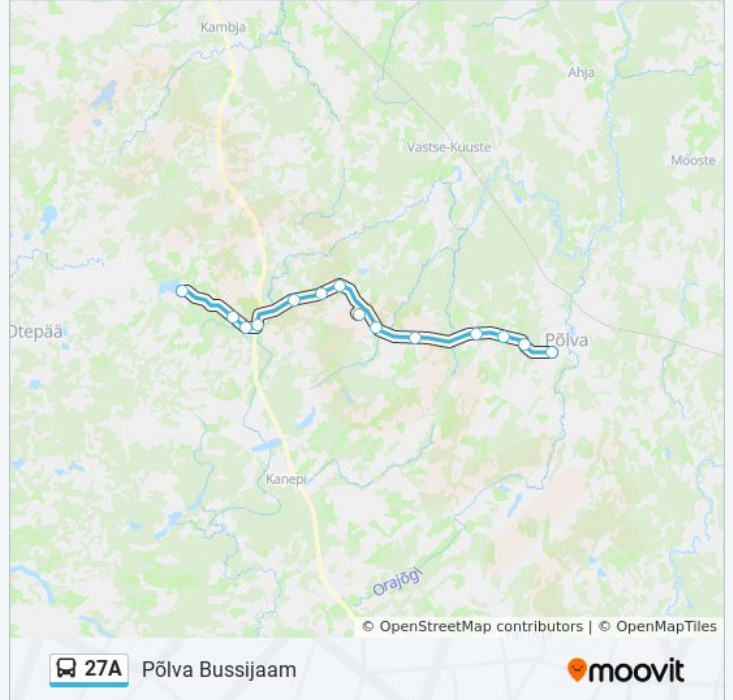 Kambja
Ahja
Vastse-Kuuste
Mooste
Otepää
Põlva
Kanepi
Orajõgi
© OpenStreetMap contributors | © OpenMapTiles
27A Põlva Bussijaam
moovit